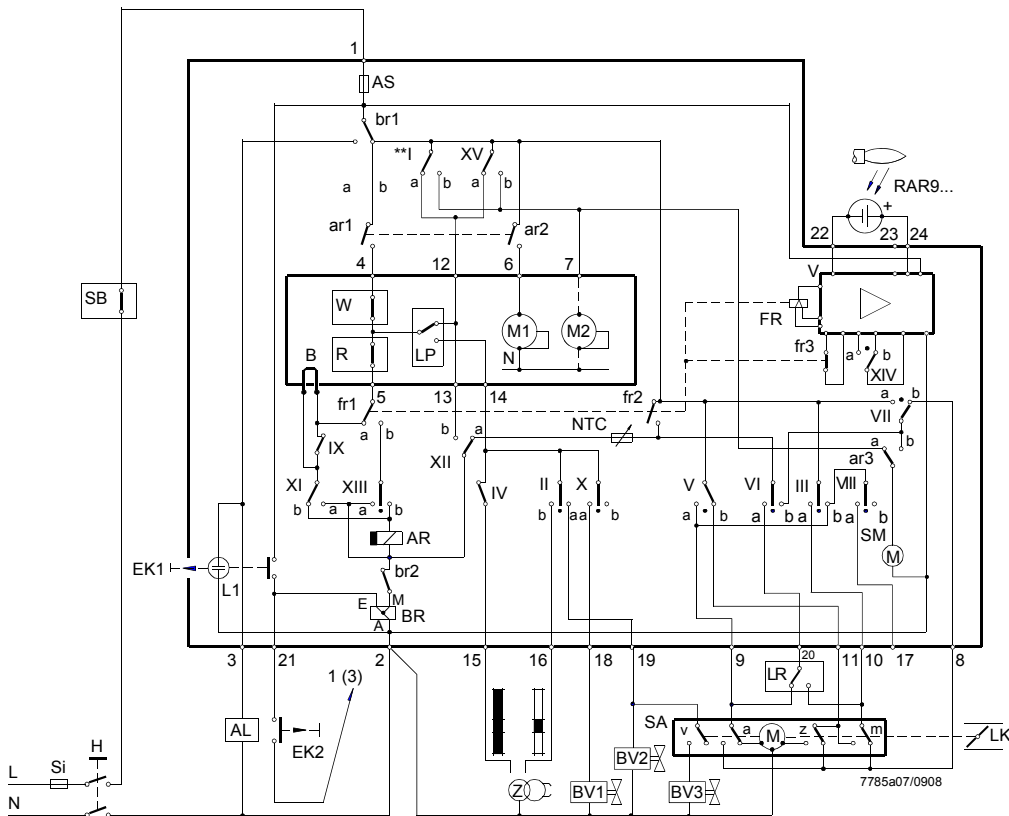 1
AS
br1
**I
XV
a
b
a
b
a
b
RAR9...
+
ar1
ar2
22
23
24
4
12
6
7
V
SB
W
FR
M1
M2
LP
R
N
B
fr3
a
b
XIV
fr1
5
13
14
fr2
a
b
VII
NTC
a
b
b
a
a
b
IX
XII
ar3
XI
XIII
IV
II
X
V
VI
III
VIII
b
a
a
b
b
a
a
b
a
b
a
b
a
b
a
b
AR
SM
M
EK1
L1
br2
E
M
BR
A
3
21
2
15
16
18
19
9
20
11
10
17
8
1 (3)
LR
AL
EK2
SA
v
a
M
z
m
LK
H
BV2
L
Si
7785a07/0908
Z
BV1
BV3
N